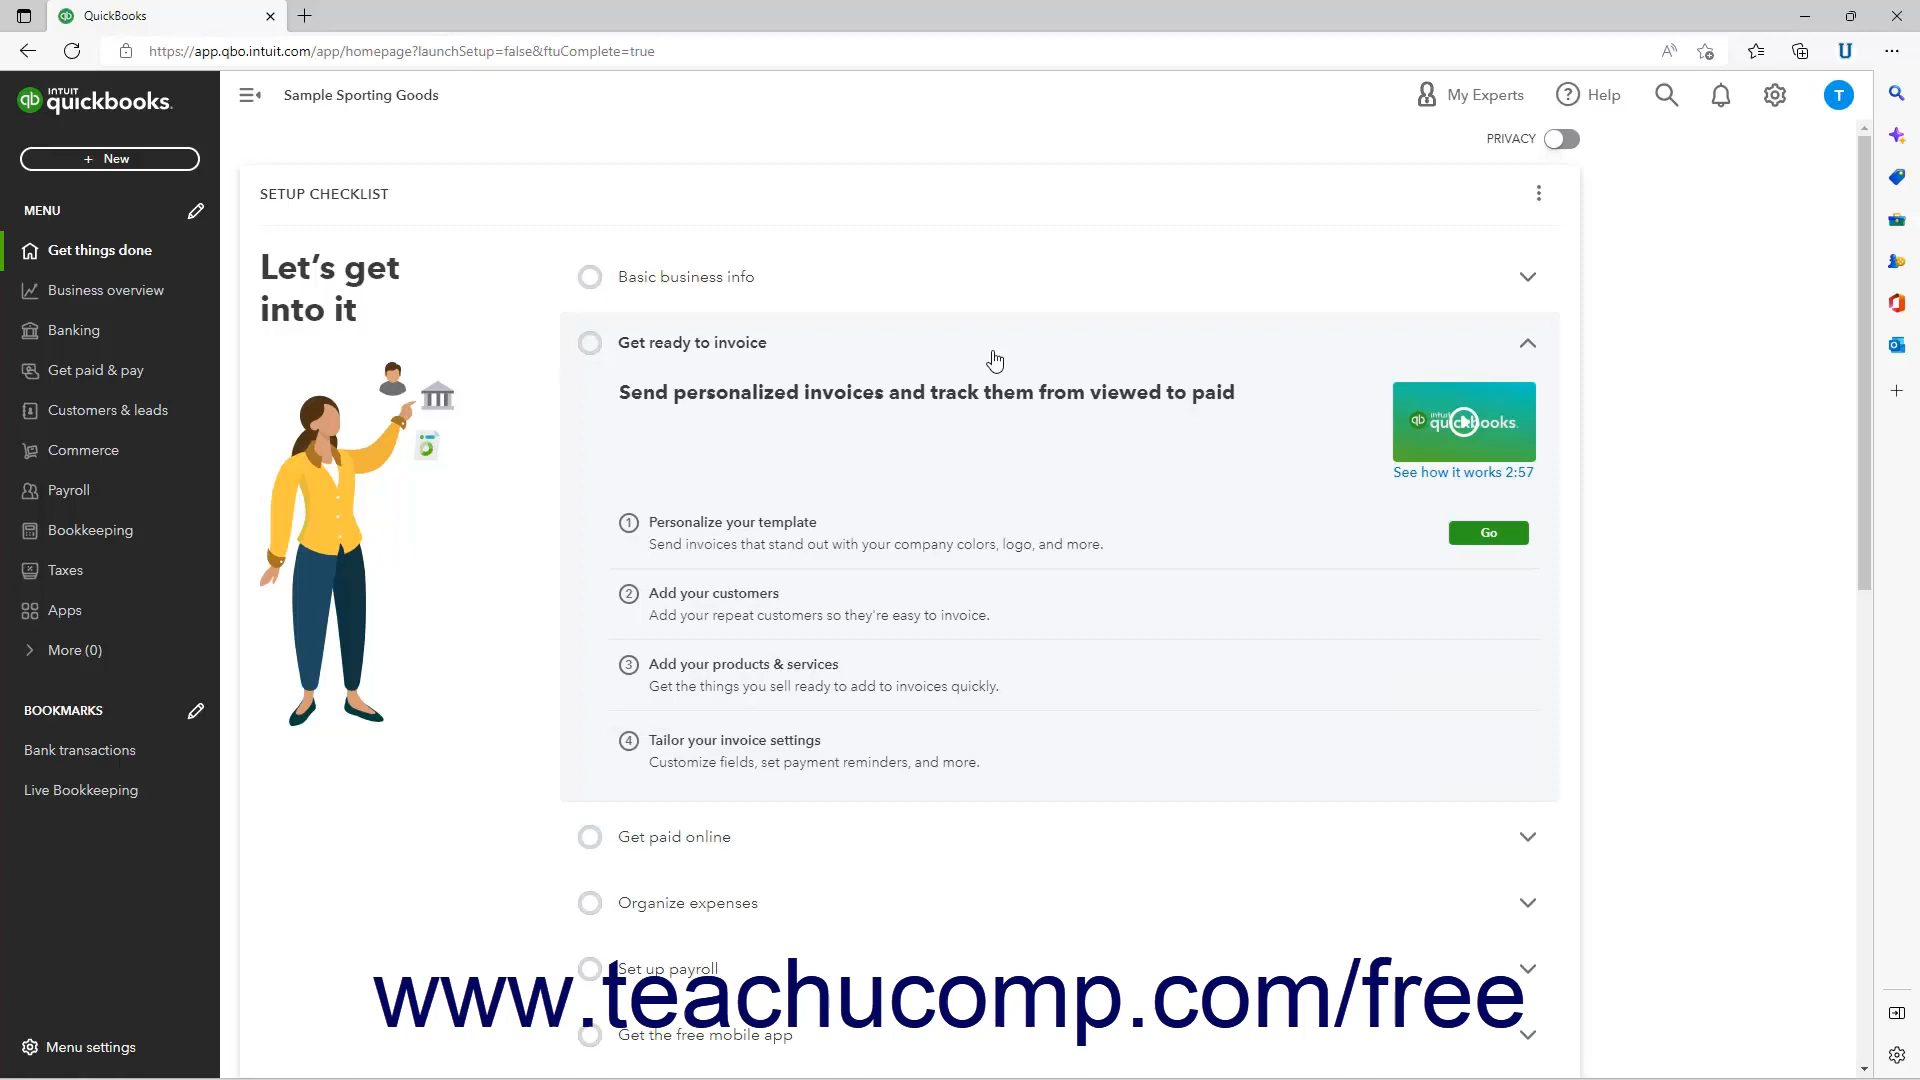 QuickBooks
https://app.qbo.intuit.com/app/homepage?launchSetup=false&ftuComplete=true
U
qb INTUIT quickbooks.
Sample Sporting Goods
My Experts
? Help
T
+ New
PRIVACY
MENU
SETUP CHECKLIST
Get things done
Business overview
Banking
Get paid & pay
Customers & leads
Commerce
Payroll
Bookkeeping
Taxes
Apps
More (0)
BOOKMARKS
Bank transactions
Live Bookkeeping
Menu settings
Let's get
into it
Basic business info
Get ready to invoice
Send personalized invoices and track them from viewed to paid
qb intuit quickbooks.
See how it works 2:57
1 Personalize your template
Send invoices that stand out with your company colors, logo, and more.
Go
2 Add your customers
Add your repeat customers so they're easy to invoice.
3 Add your products & services
Get the things you sell ready to add to invoices quickly.
4 Tailor your invoice settings
Customize fields, set payment reminders, and more.
Get paid online
Organize expenses
Set up payroll
www.teachucomp.com/free
Get the free mobile app